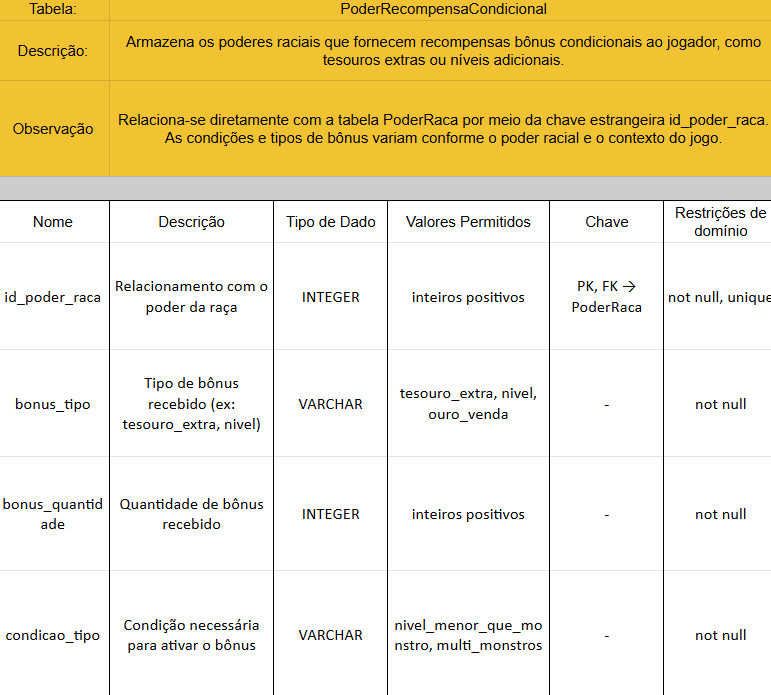 Tabela:
PoderRecompensaCondicional
Descrição:
Armazena os poderes raciais que fornecem recompensas bônus condicionais ao jogador, como
tesouros extras ou níveis adicionais.
Observação
Relaciona-se diretamente com a tabela PoderRaca por meio da chave estrangeira id_poder_raca.
As condições e tipos de bônus variam conforme o poder racial e o contexto do jogo.
Nome
Descrição
Tipo de Dado
Valores Permitidos
Chave
Restrições de
domínio
id_poder_raca
Relacionamento com o
poder da raça
INTEGER
inteiros positivos
PK, FK →
PoderRaca
not null, unique
bonus_tipo
Tipo de bônus
recebido (ex:
tesouro_extra, nivel)
VARCHAR
tesouro_extra, nivel,
ouro_venda
-
not null
bonus_quantid
ade
Quantidade de bônus
recebido
INTEGER
inteiros positivos
-
not null
condicao_tipo
Condição necessária
para ativar o bônus
VARCHAR
nivel_menor_que_mo
nstro, multi_monstros
-
not null